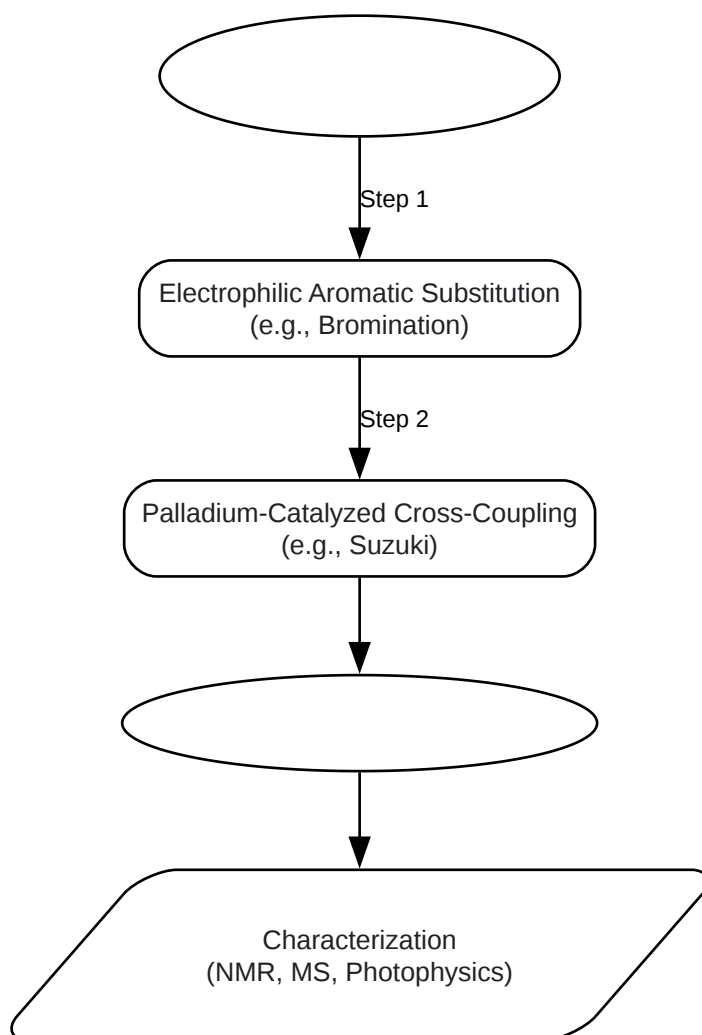 Step 1
Electrophilic Aromatic Substitution
(e.g., Bromination)
Step 2
Palladium-Catalyzed Cross-Coupling
(e.g., Suzuki)
Characterization
(NMR, MS, Photophysics)